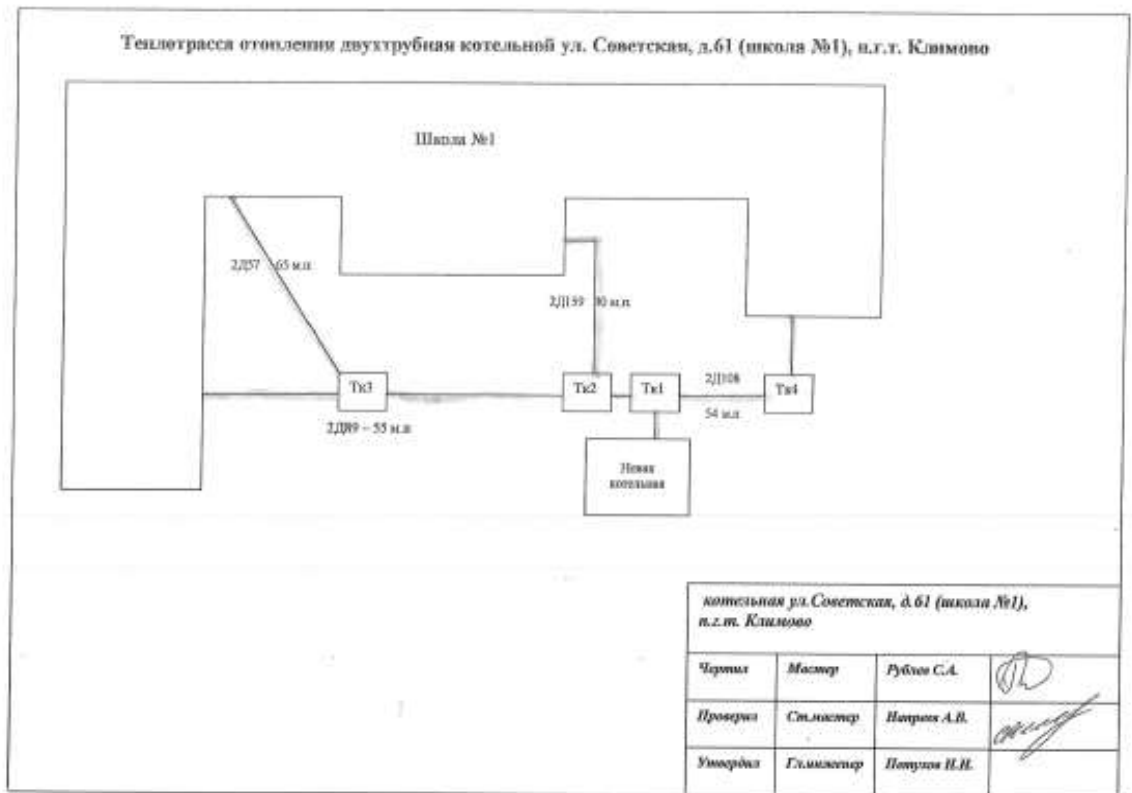 Теплотрасса отопления двухтрубная котельной ул. Советская, д.61 (школа №1), п.г.т. Климово
Школа №1
2Д57 65 м.п
2Д159 м.п.
Тк3
Тк2
Тк1
2Д108
54 м.п
Тк4
2Д89 – 55 м.п
Новая
котельная
котельная ул.Советская, д.61 (школа №1),
п.г.т. Климово
Чертил Мастер Рублев С.А.
Проверил Ст.мастер А.В.
Утвердил Гл.инженер Н.И.